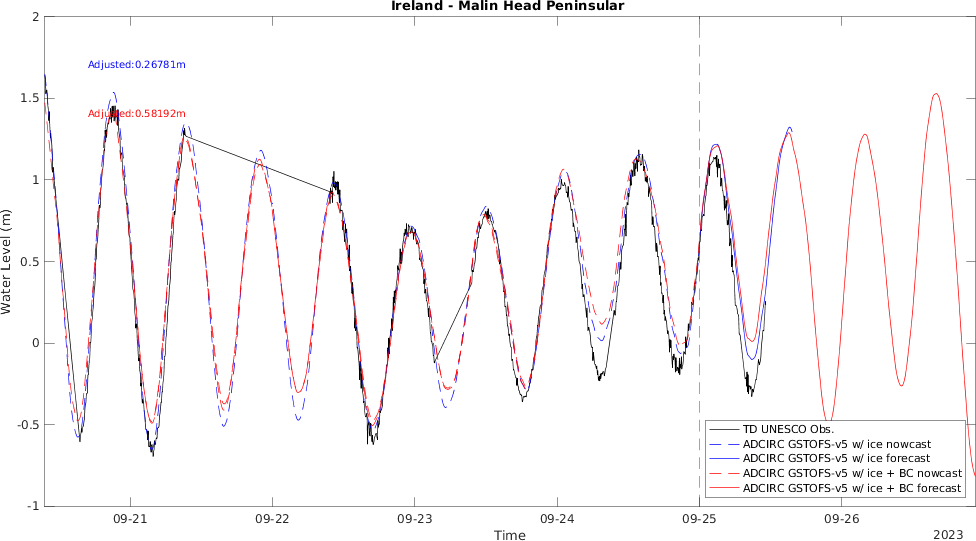 Ireland - Malin Head Peninsular
2
1.5
1
0.5
0
-0.5
-1
Water Level (m)
Adjusted:0.26781m
Adjusted:0.58192m
TD UNESCO Obs.
ADCIRC GSTOFS-v5 w/ ice nowcast
ADCIRC GSTOFS-v5 w/ ice forecast
ADCIRC GSTOFS-v5 w/ ice + BC nowcast
ADCIRC GSTOFS-v5 w/ ice + BC forecast
09-21 09-22 09-23 09-24 09-25 09-26
Time
2023